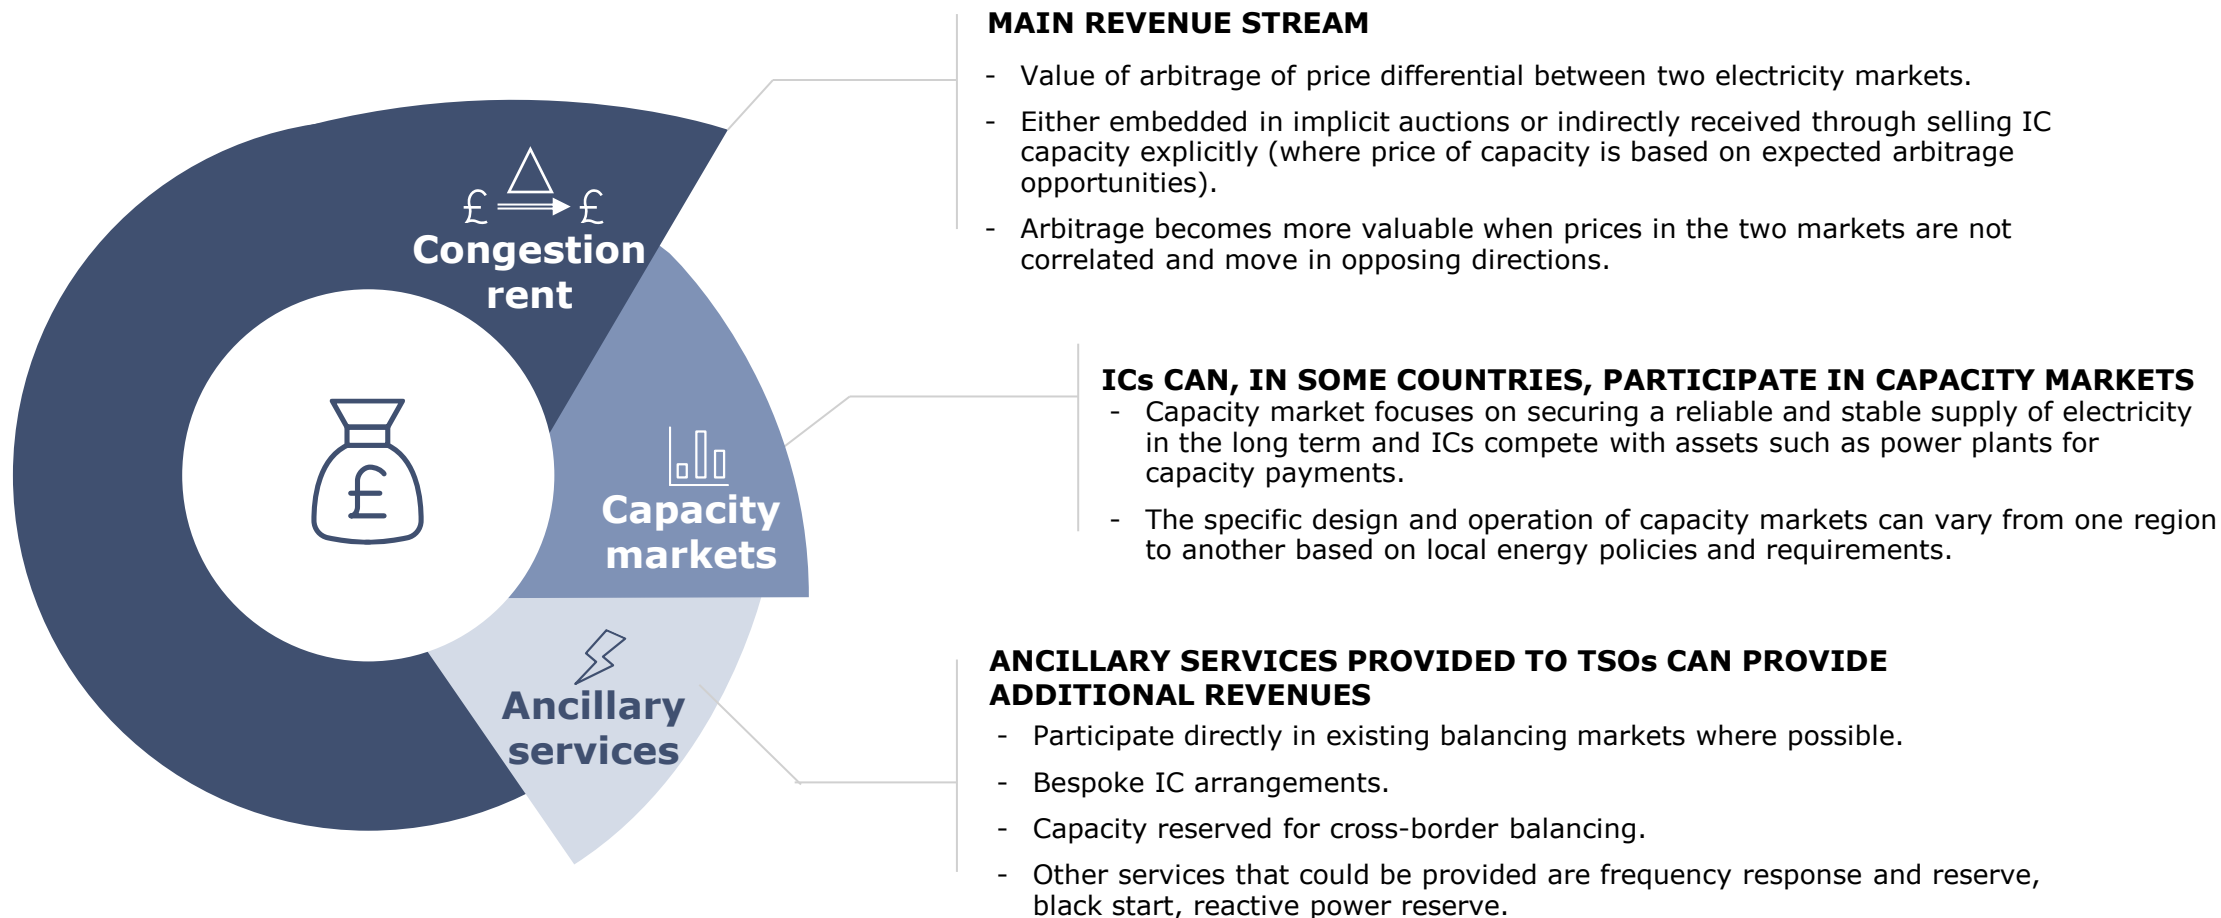 MAIN REVENUE STREAM
- Value of arbitrage of price differential between two electricity markets.
- Either embedded in implicit auctions or indirectly received through selling IC
capacity explicitly (where price of capacity is based on expected arbitrage
opportunities).
- Arbitrage becomes more valuable when prices in the two markets are not
correlated and move in opposing directions.
£ £
Congestion
rent
ICs CAN, IN SOME COUNTRIES, PARTICIPATE IN CAPACITY MARKETS
- Capacity market focuses on securing a reliable and stable supply of electricity
in the long term and ICs compete with assets such as power plants for
capacity payments.
- The specific design and operation of capacity markets can vary from one region
to another based on local energy policies and requirements.
£
Capacity
markets
ANCILLARY SERVICES PROVIDED TO TSOs CAN PROVIDE
ADDITIONAL REVENUES
- Participate directly in existing balancing markets where possible.
- Bespoke IC arrangements.
- Capacity reserved for cross-border balancing.
- Other services that could be provided are frequency response and reserve,
black start, reactive power reserve.
Ancillary
services